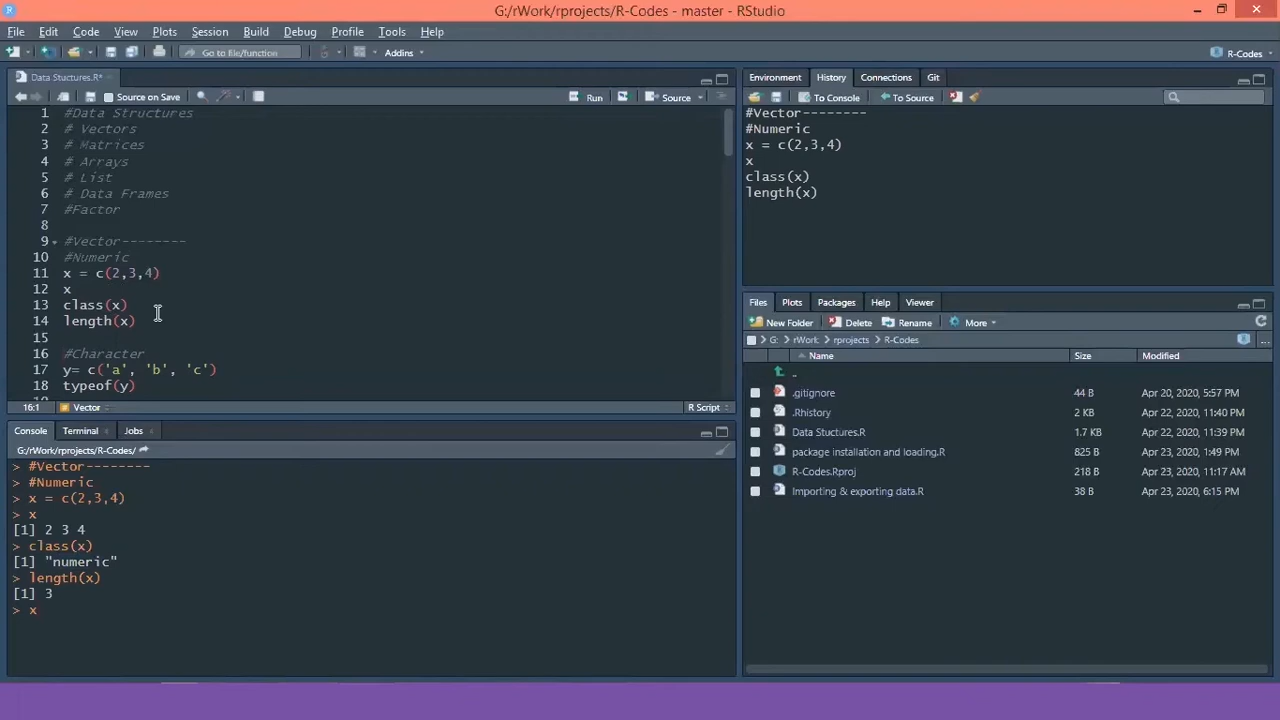 G:/rWork/rprojects/R-Codes - master - RStudio
File Edit Code View Plots Session Build Debug Profile Tools Help
Go to file/function Addins R-Codes
Data Stuctures.R*
Source on Save Run Source
1 #Data Structures
2 # Vectors
3 # Matrices
4 # Arrays
5 # List
6 # Data Frames
7 #Factor
8
9 #Vector--------
10 #Numeric
11 x = c(2,3,4)
12 x
13 class(x)
14 length(x)
15
16 #Character
17 y= c('a', 'b', 'c')
18 typeof(y)
16:1 Vector R Script
Console Terminal Jobs
G:/rWork/rprojects/R-Codes/
> #Vector--------
> #Numeric
> x = c(2,3,4)
> x
[1] 2 3 4
> class(x)
[1] "numeric"
> length(x)
[1] 3
> x
Environment History Connections Git
To Console To Source
#Vector--------
#Numeric
x = c(2,3,4)
x
class(x)
length(x)
Files Plots Packages Help Viewer
New Folder Delete Rename More
G: rWork rprojects R-Codes ...
Name Size Modified
..
.gitignore 44 B Apr 20, 2020, 5:57 PM
.Rhistory 2 KB Apr 22, 2020, 11:40 PM
Data Stuctures.R 1.7 KB Apr 22, 2020, 11:39 PM
package installation and loading.R 825 B Apr 23, 2020, 1:49 PM
R-Codes.Rproj 218 B Apr 23, 2020, 11:17 AM
Importing & exporting data.R 38 B Apr 23, 2020, 6:15 PM